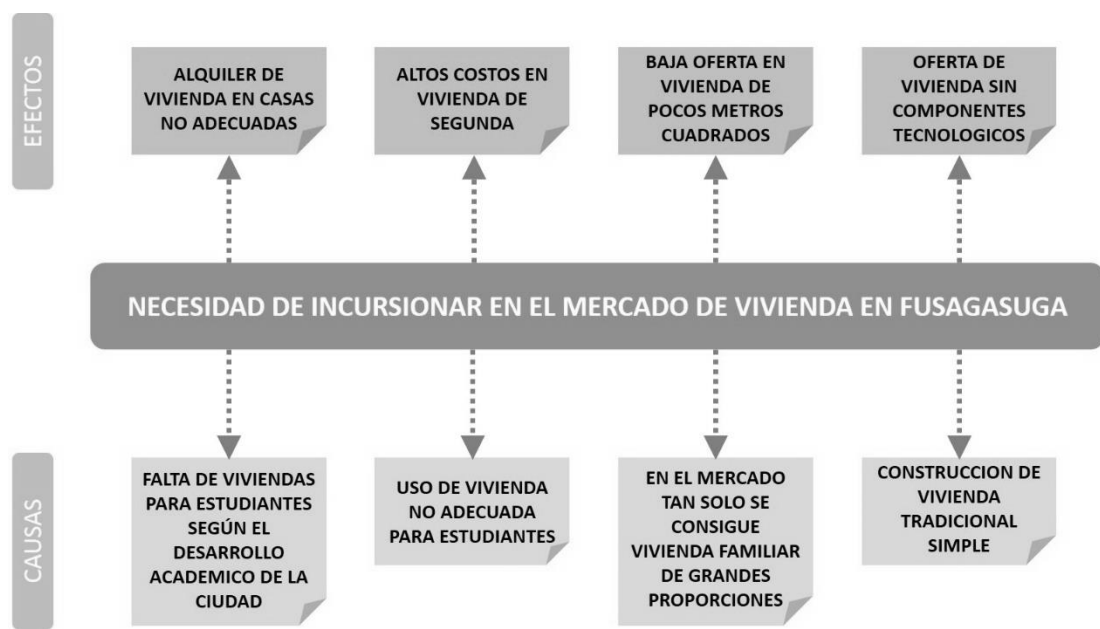 EFECTOS
ALQUILER DE
VIVIENDA EN CASAS
NO ADECUADAS
ALTOS COSTOS EN
VIVIENDA DE
SEGUNDA
BAJA OFERTA EN
VIVIENDA DE
POCOS METROS
CUADRADOS
OFERTA DE
VIVIENDA SIN
COMPONENTES
TECNOLOGICOS
NECESIDAD DE INCURSIONAR EN EL MERCADO DE VIVIENDA EN FUSAGASUGA
CAUSAS
FALTA DE VIVIENDAS
PARA ESTUDIANTES
SEGÚN EL
DESARROLLO
ACADEMICO DE LA
CIUDAD
USO DE VIVIENDA
NO ADECUADA
PARA ESTUDIANTES
EN EL MERCADO
TAN SOLO SE
CONSIGUE
VIVIENDA FAMILIAR
DE GRANDES
PROPORCIONES
CONSTRUCCION DE
VIVIENDA
TRADICIONAL
SIMPLE